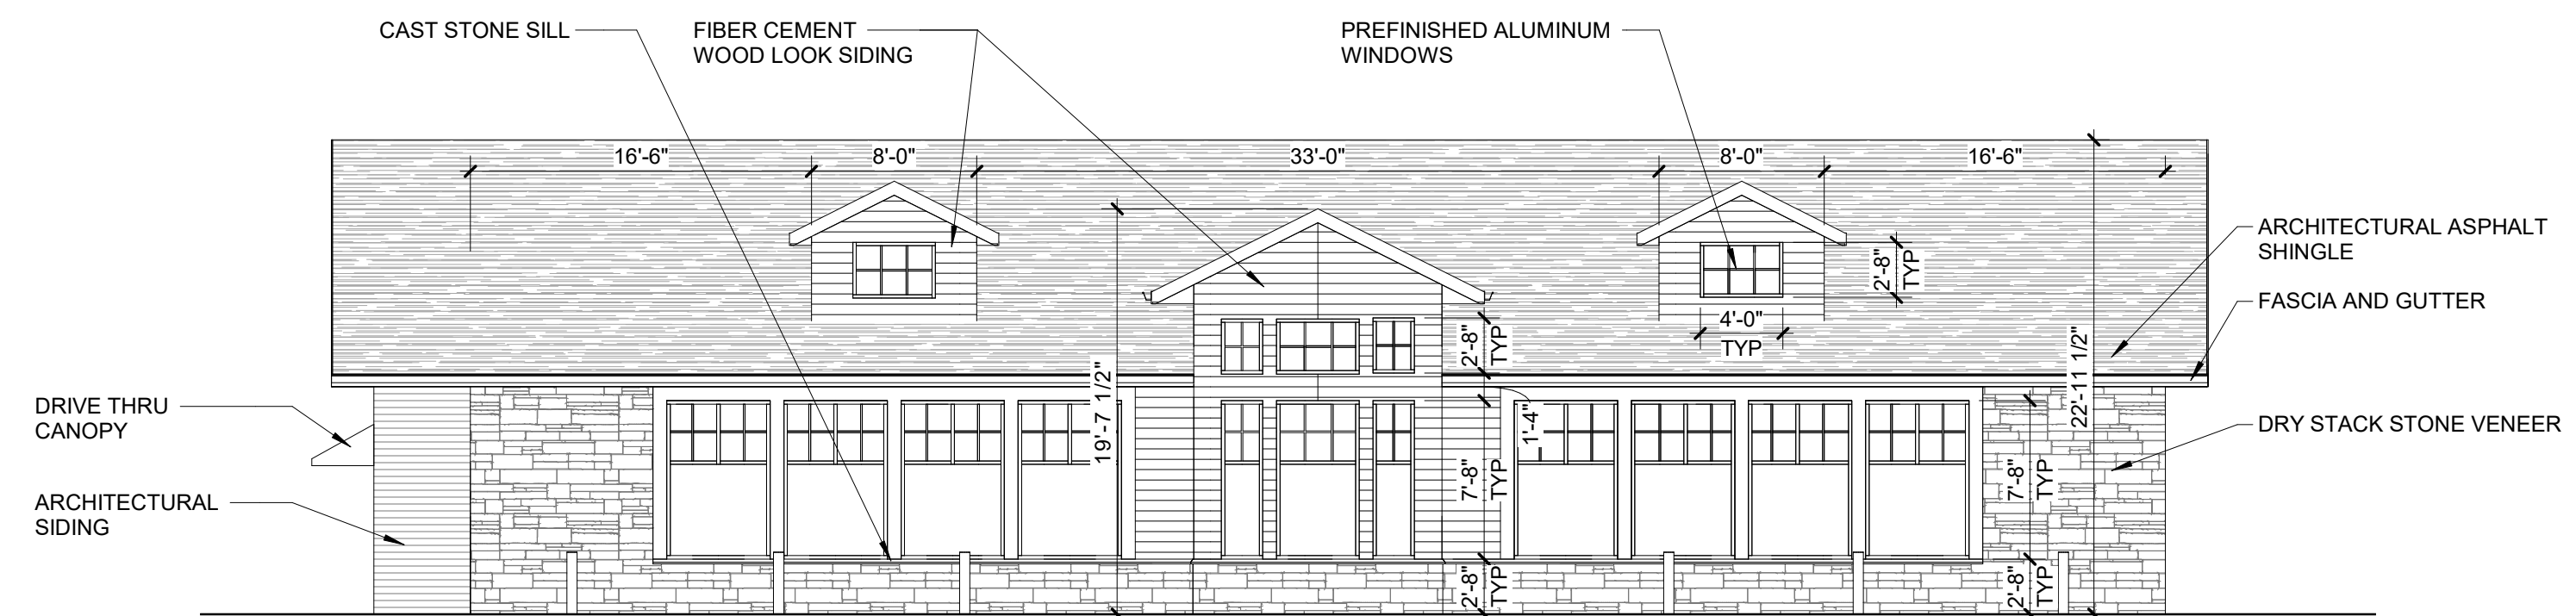 CAST STONE SILL
FIBER CEMENT
WOOD LOOK SIDING
PREFINISHED ALUMINUM
WINDOWS
16'-6"
8'-0"
33'-0"
8'-0"
16'-6"
ARCHITECTURAL ASPHALT
SHINGLE
2'-8"
TYP
FASCIA AND GUTTER
4'-0"
TYP
2'-8"
TYP
22'-11 1/2"
19'-7 1/2"
DRIVE THRU
CANOPY
1'-4"
DRY STACK STONE VENEER
7'-8"
TYP
7'-8"
TYP
ARCHITECTURAL
SIDING
2'-8"
TYP
2'-8"
TYP